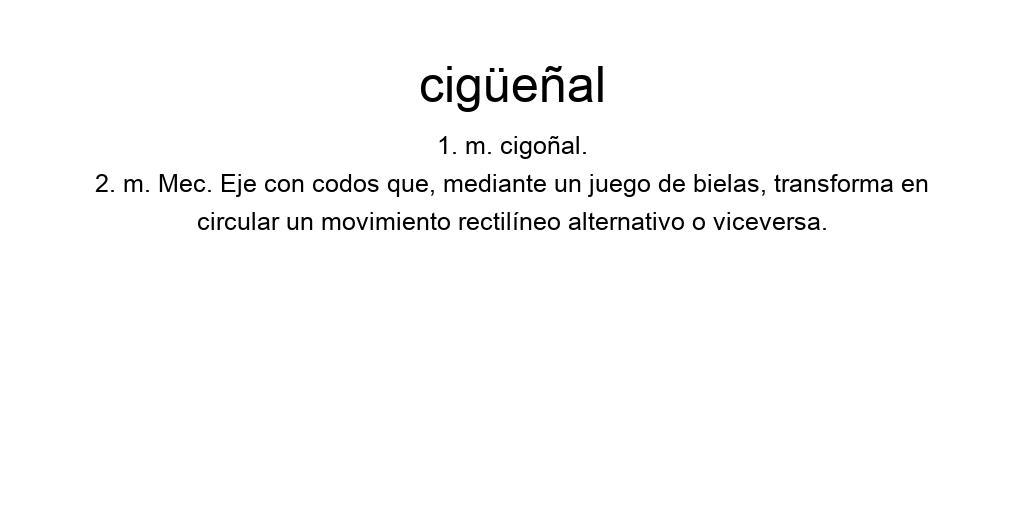 cigüeñal
1. m. cigoñal.
2. m. Mec. Eje con codos que, mediante un juego de bielas, transforma en
circular un movimiento rectilíneo alternativo o viceversa.